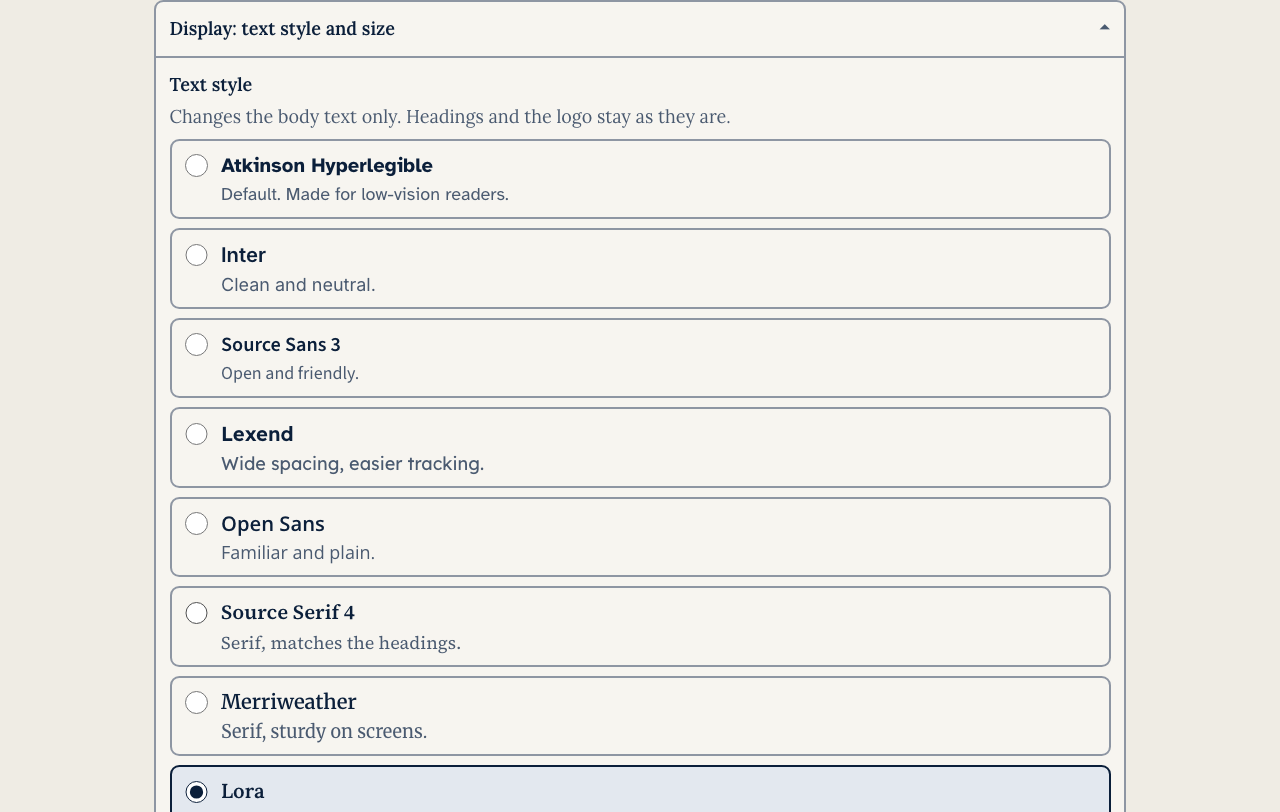 Display: text style and size
Text style
Changes the body text only. Headings and the logo stay as they are.
Atkinson Hyperlegible
Default. Made for low-vision readers.
Inter
Clean and neutral.
Source Sans 3
Open and friendly.
Lexend
Wide spacing, easier tracking.
Open Sans
Familiar and plain.
Source Serif 4
Serif, matches the headings.
Merriweather
Serif, sturdy on screens.
Lora